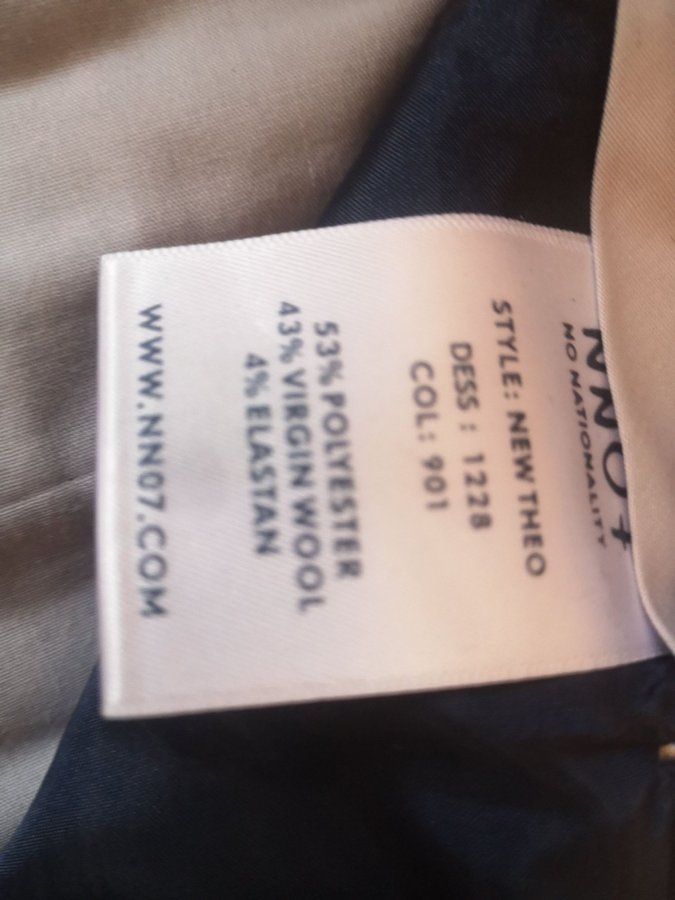 NN07
NO NATIONALITY
STYLE: NEW THEO
DESS : 1228
COL: 901
53% POLYESTER
43% VIRGIN WOOL
4% ELASTAN
WWW.NN07.COM